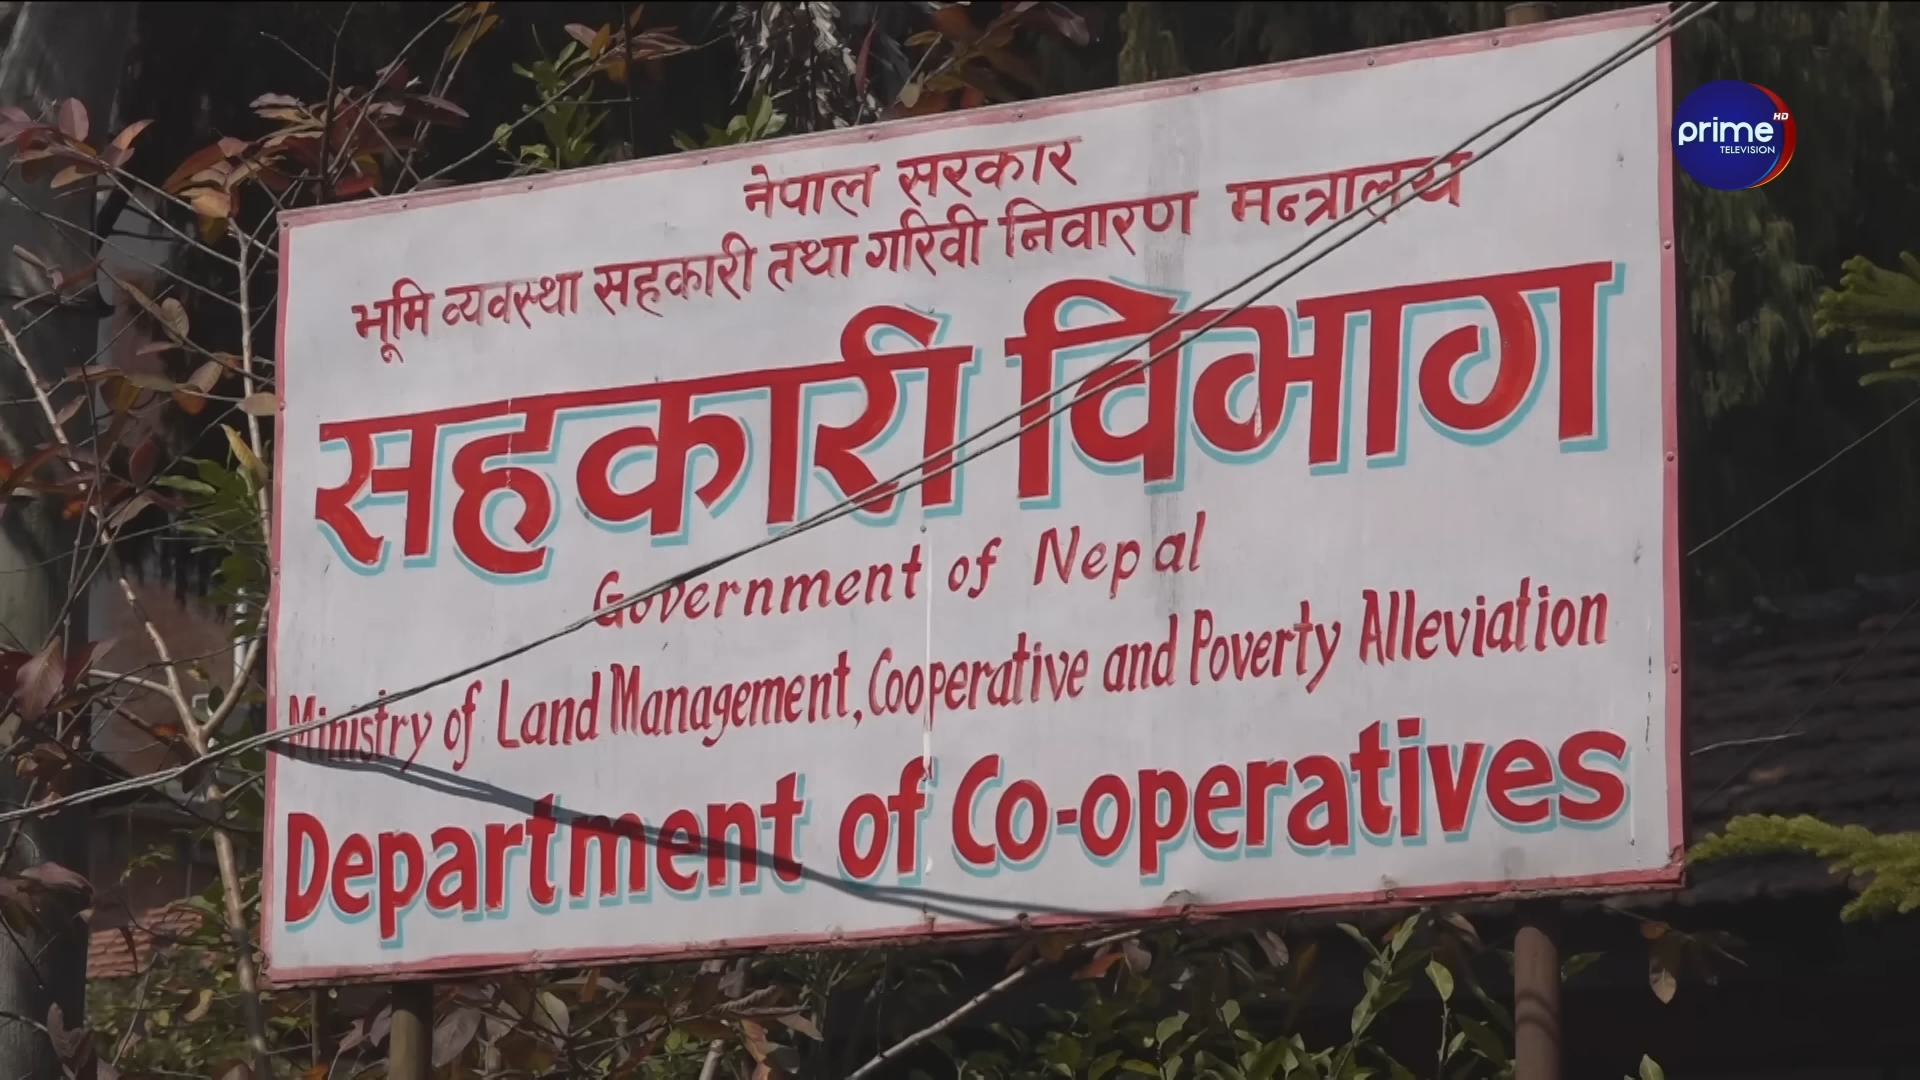 नेपाल सरकार
भूमि व्यवस्था सहकारी तथा गरिवी निवारण मन्त्रालय
सहकारी विभाग
Government of Nepal
Ministry of Land Management, Cooperative and Poverty Alleviation
Department of Co-operatives
prime HD
TELEVISION